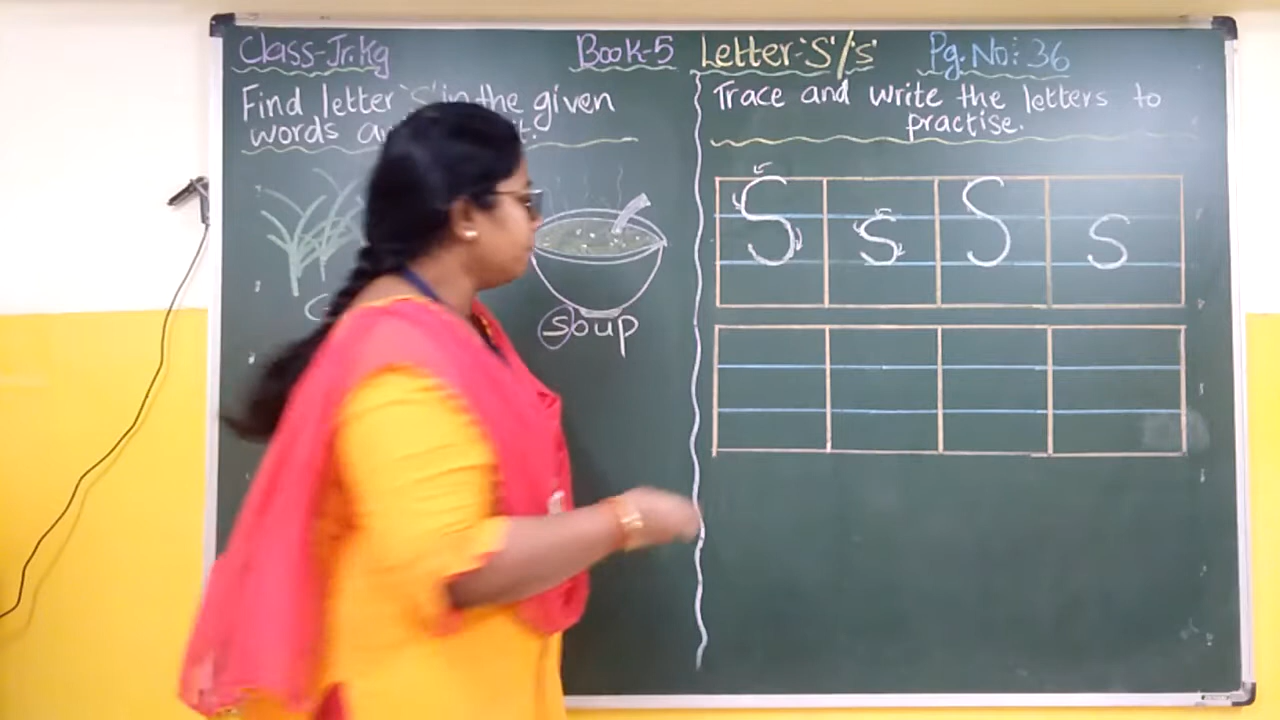 Class-Jr.Kg
Book-5
Letter-'S'/'s'
Pg.No:-36
Find letter 'S' in the given
words
it.
soup
Trace and write the letters to
practise.
S s S s